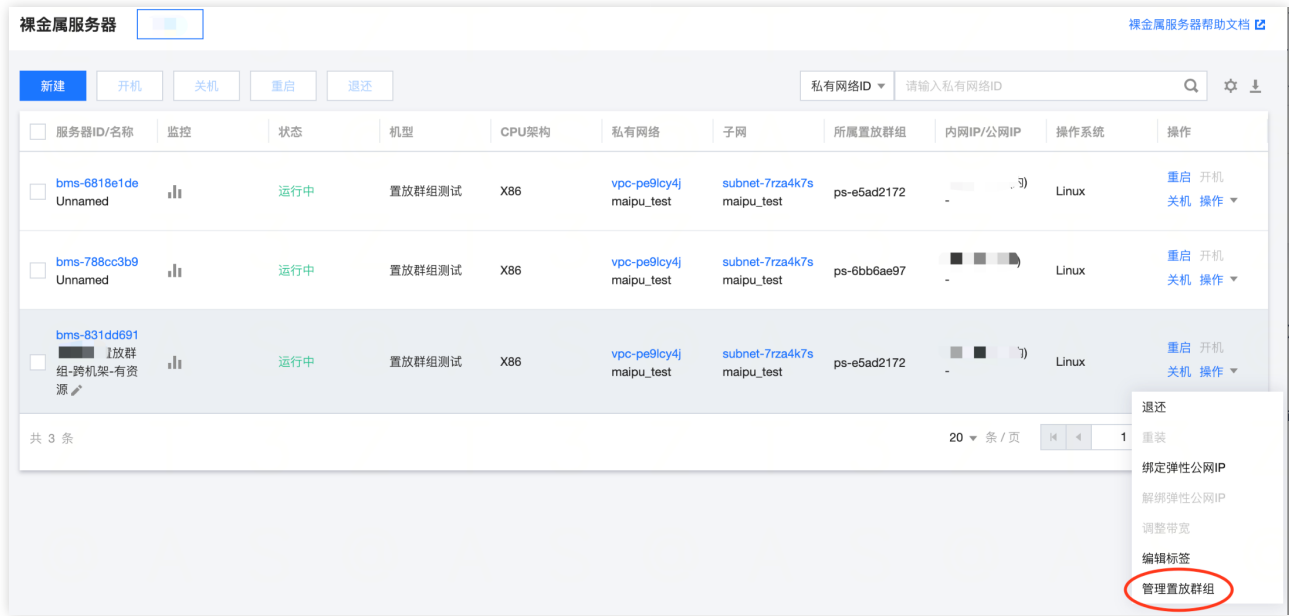 裸金属服务器
裸金属服务器帮助文档
新建 开机 关机 重启 退还 私有网络ID 请输入私有网络ID
服务器ID/名称 监控 状态 机型 CPU架构 私有网络 子网 所属置放群组 内网IP/公网IP 操作系统 操作
bms-6818e1de vpc-pe9lcy4j subnet-7rza4k7s 重启 开机
运行中 置放群组测试 X86 ps-e5ad2172 Linux
Unnamed maipu_test maipu_test - 关机 操作
bms-788cc3b9 vpc-pe9lcy4j subnet-7rza4k7s 重启 开机
运行中 置放群组测试 X86 ps-6bb6ae97 Linux
Unnamed maipu_test maipu_test - 关机 操作
bms-831dd691
放群 vpc-pe9lcy4j subnet-7rza4k7s 重启 开机
运行中 置放群组测试 X86 ps-e5ad2172 Linux
组-跨机架-有资 maipu_test maipu_test - 关机 操作
源
共 3 条 20 条 / 页 1
退还
重装
绑定弹性公网IP
解绑弹性公网IP
调整带宽
编辑标签
管理置放群组